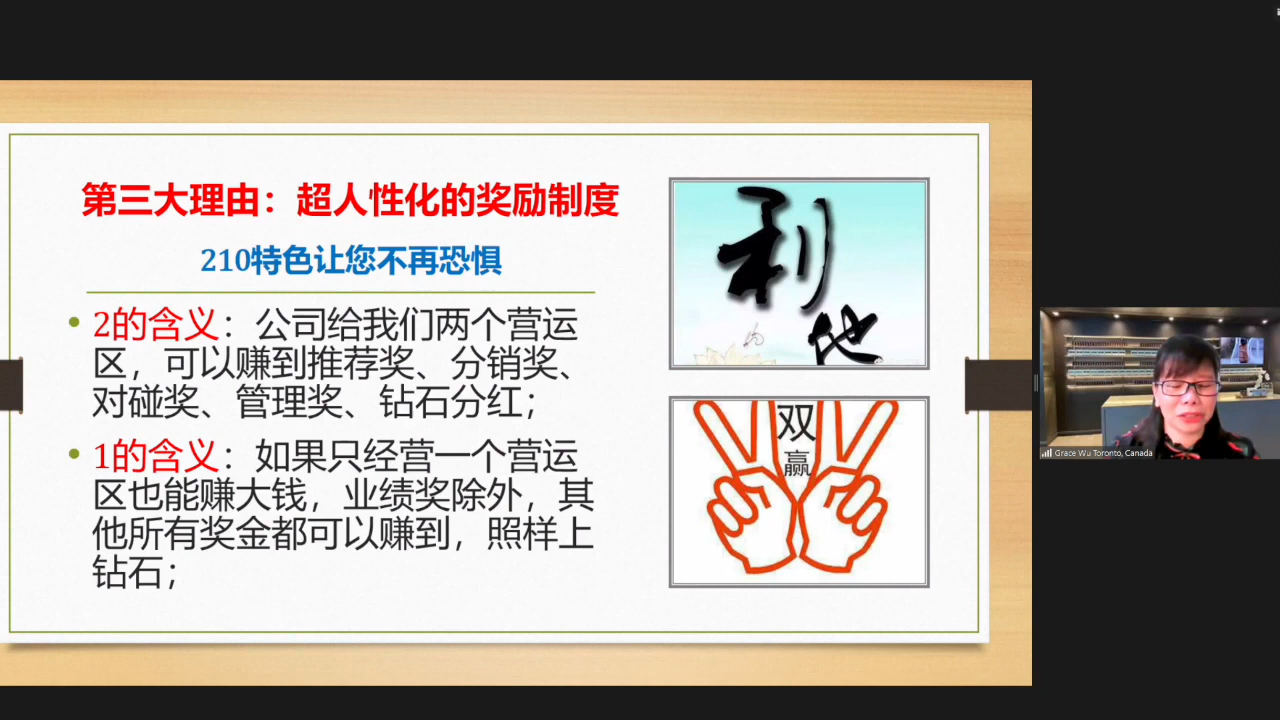 第三大理由：超人性化的奖励制度
210特色让您不再恐惧
• 2的含义：公司给我们两个营运
区，可以赚到推荐奖、分销奖、
对碰奖、管理奖、钻石分红；
• 1的含义：如果只经营一个营运
区也能赚大钱，业绩奖除外，其
他所有奖金都可以赚到，照样上
钻石；
利
他
双
赢
Grace Wu Toronto, Canada